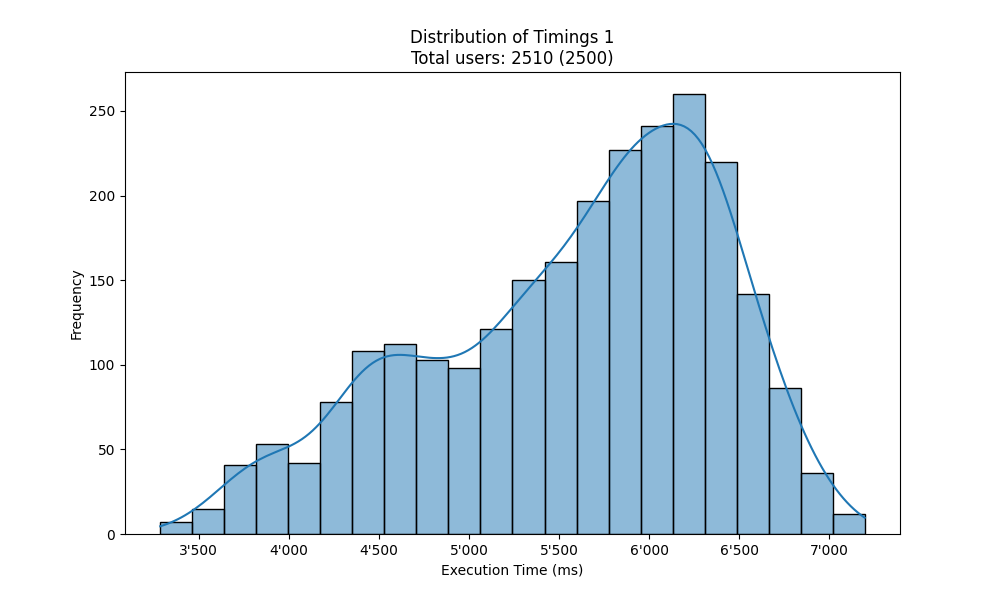 Distribution of Timings 1
Total users: 2510 (2500)
Frequency
250
200
150
100
50
0
3'500 4'000 4'500 5'000 5'500 6'000 6'500 7'000
Execution Time (ms)